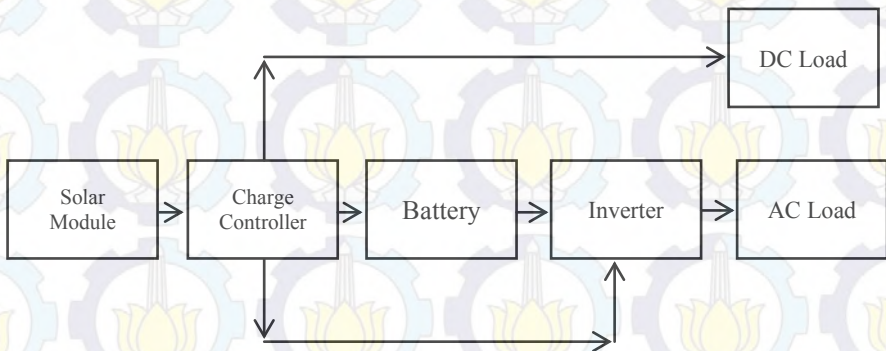 DC Load
Solar
Module
Charge
Controller
Battery
Inverter
AC Load